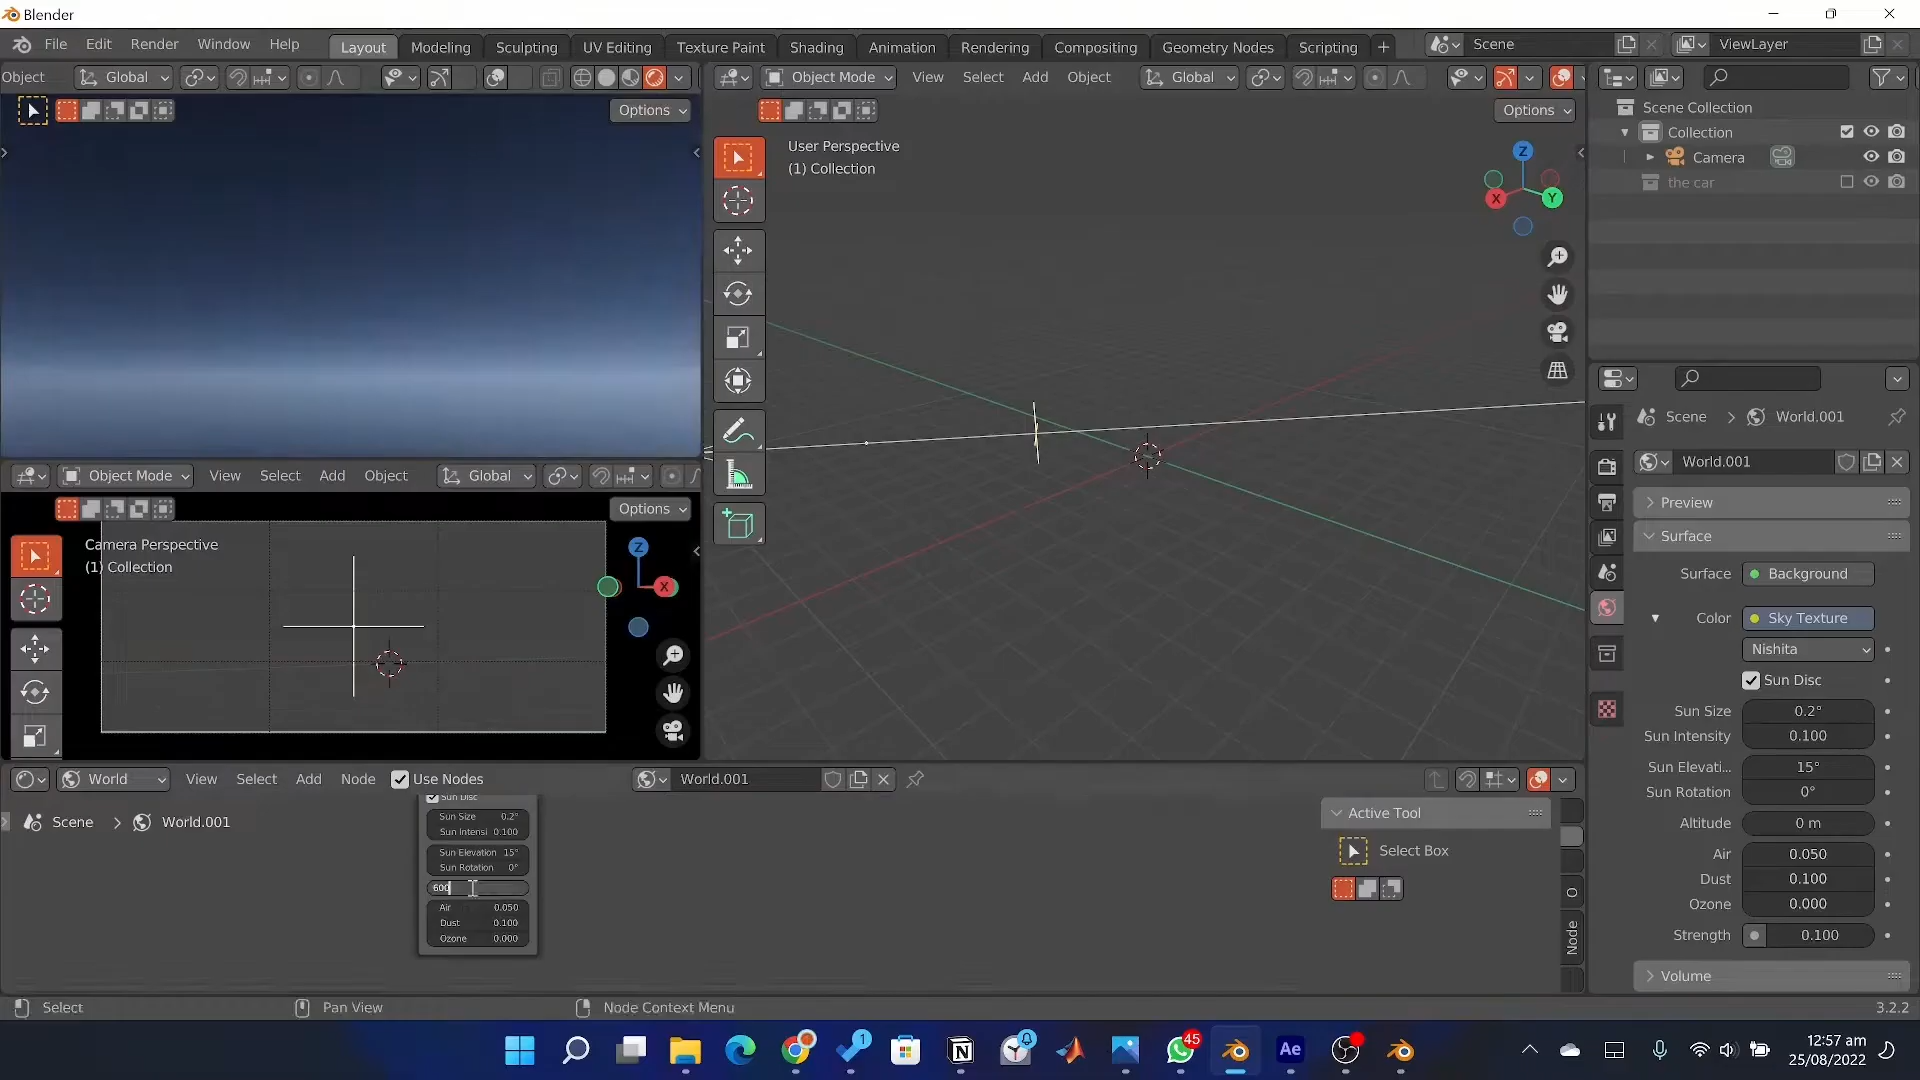 Blender
File Edit Render Window Help Layout Modeling Sculpting UV Editing Texture Paint Shading Animation Rendering Compositing Geometry Nodes Scripting + Scene ViewLayer
Object Global
Object Mode View Select Add Object Global
Options
Options
User Perspective
(1) Collection
Z
X
Y
Scene Collection
Collection
Camera
the car
Object Mode View Select Add Object Global
Options
Camera Perspective
(1) Collection
Z
X
Scene > World.001
World.001
Preview
Surface
Surface Background
Color Sky Texture
Nishita
Sun Disc
Sun Size 0.2°
Sun Intensity 0.100
Sun Elevati... 15°
Sun Rotation 0°
Altitude 0 m
Air 0.050
Dust 0.100
Ozone 0.000
Strength 0.100
Volume
World View Select Add Node Use Nodes World.001
Scene > World.001
Sun Disc
Sun Size 0.2°
Sun Intensi 0.100
Sun Elevation 15°
Sun Rotation 0°
600
Air 0.050
Dust 0.100
Ozone 0.000
Active Tool
Select Box
Node
Select Pan View Node Context Menu 3.2.2
1 45 Ae
12:57 am
25/08/2022